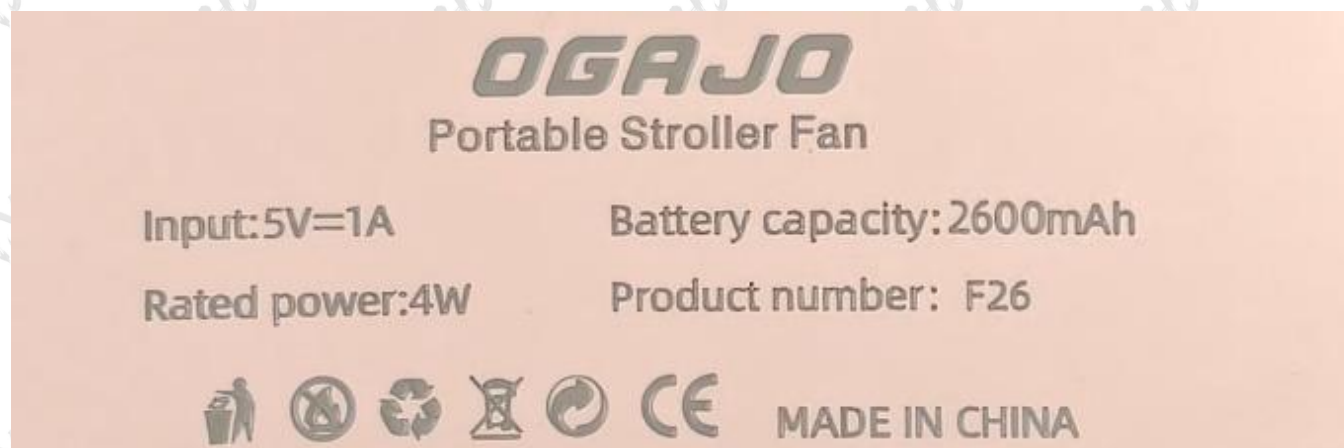 OGAJO
Portable Stroller Fan
Input:5V=1A Battery capacity:2600mAh
Rated power:4W Product number: F26
CE MADE IN CHINA